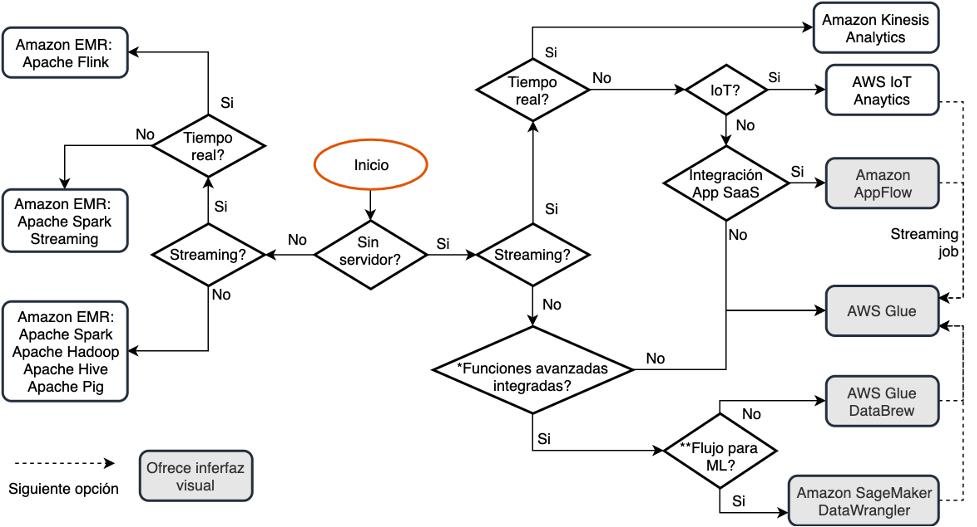 Amazon Kinesis
Analytics
Amazon EMR:
Apache Flink
Si
Tiempo
real?
No
IoT?
Si
AWS IoT
Anaytics
Si
No
Tiempo
real?
No
Inicio
Integración
App SaaS
Si
Amazon
AppFlow
Amazon EMR:
Apache Spark
Streaming
Si
Si
No
Streaming
job
Streaming?
No
Sin
servidor?
Si
Streaming?
No
No
AWS Glue
Amazon EMR:
Apache Spark
Apache Hadoop
Apache Hive
Apache Pig
*Funciones avanzadas
integradas?
No
AWS Glue
DataBrew
No
Si
**Flujo para
ML?
Si
Amazon SageMaker
DataWrangler
Siguiente opción
Ofrece inferfaz
visual